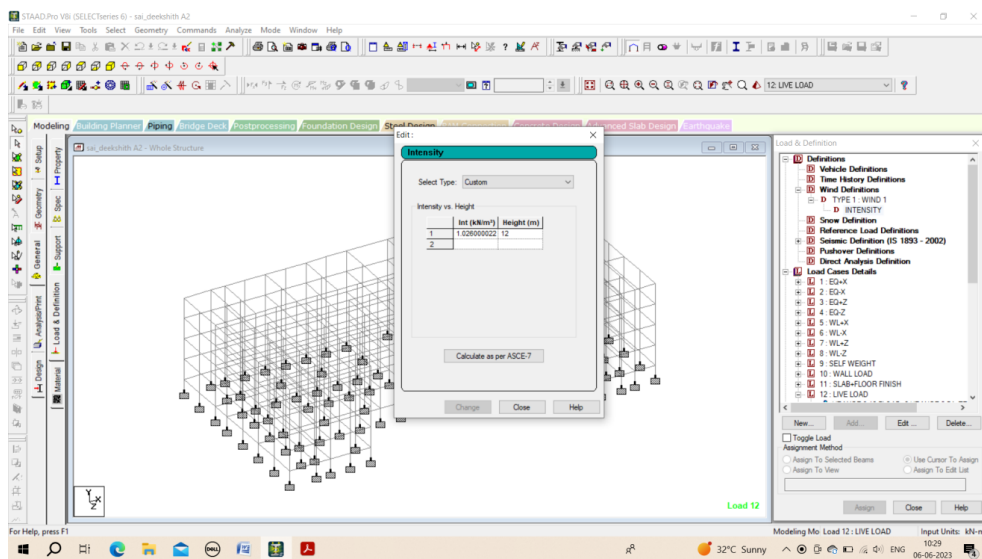 STAAD.Pro V8i (SELECTseries 6) - sai_deekshith A2
File Edit View Tools Select Geometry Commands Analyze Mode Window Help
12: LIVE LOAD
Modeling Building Planner Piping Bridge Deck Postprocessing Foundation Design Steel Design Advanced Slab Design Earthquake
sai_deekshith A2 - Whole Structure
Setup
Geometry
General
Analysis/Print
Design
Property
Spec
Support
Load & Definition
Material
Edit :
Intensity
Select Type: Custom
Intensity vs. Height
Int (kN/m²) Height (m)
1 1.026000022 12
2
Calculate as per ASCE-7
Change Close Help
Y
X
Z
Load 12
Load & Definition
Definitions
Vehicle Definitions
Time History Definitions
Wind Definitions
TYPE 1 : WIND 1
INTENSITY
Snow Definition
Reference Load Definitions
Seismic Definition (IS 1893 - 2002)
Pushover Definitions
Direct Analysis Definition
Load Cases Details
1 : EQ+X
2 : EQ-X
3 : EQ+Z
4 : EQ-Z
5 : WL+X
6 : WL-X
7 : WL+Z
8 : WL-Z
9 : SELF WEIGHT
10 : WALL LOAD
11 : SLAB+FLOOR FINISH
12 : LIVE LOAD
New... Add... Edit ... Delete...
Toggle Load
Assignment Method
Assign To Selected Beams Use Cursor To Assign
Assign To View Assign To Edit List
Assign Close Help
For Help, press F1
Modeling Mo Load 12 : LIVE LOAD Input Units: kN-m
DELL
32°C Sunny
ENG
10:29
06-06-2023